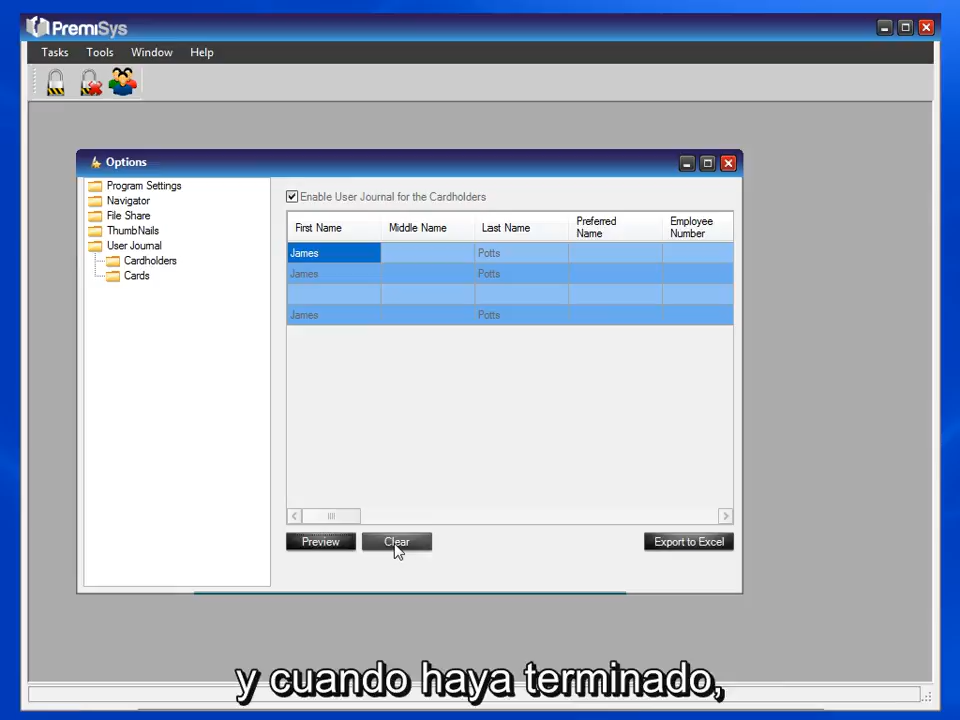 PremiSys
Tasks Tools Window Help
Options
Program Settings
Navigator
File Share
ThumbNails
User Journal
Cardholders
Cards
Enable User Journal for the Cardholders
First Name Middle Name Last Name Preferred Name Employee Number
James Potts
James Potts
James Potts
Preview Clear Export to Excel
y cuando haya terminado,